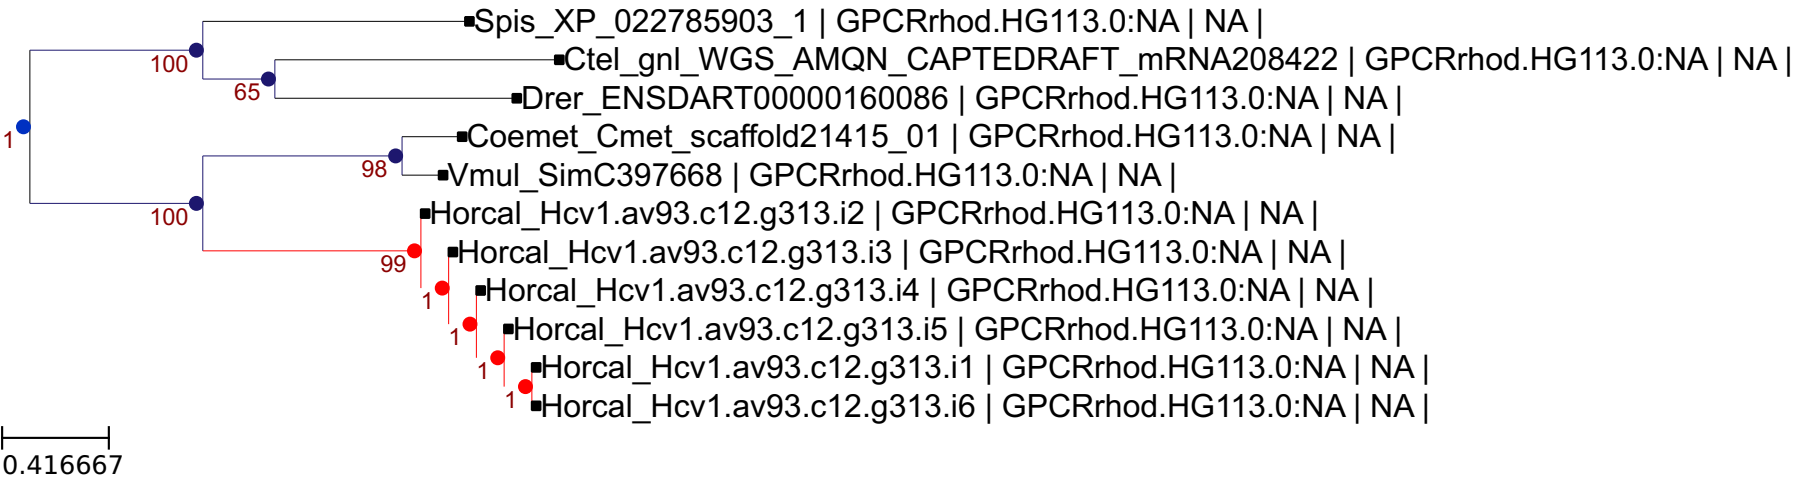 Spis_XP_022785903_1 | GPCRrhod.HG113.0:NA | NA |
100
Ctel_gnl_WGS_AMQN_CAPTEDRAFT_mRNA208422 | GPCRrhod.HG113.0:NA | NA |
65
Drer_ENSDART00000160086 | GPCRrhod.HG113.0:NA | NA |
1
Coemet_Cmet_scaffold21415_01 | GPCRrhod.HG113.0:NA | NA |
98
Vmul_SimC397668 | GPCRrhod.HG113.0:NA | NA |
100
Horcal_Hcv1.av93.c12.g313.i2 | GPCRrhod.HG113.0:NA | NA |
99
Horcal_Hcv1.av93.c12.g313.i3 | GPCRrhod.HG113.0:NA | NA |
1
Horcal_Hcv1.av93.c12.g313.i4 | GPCRrhod.HG113.0:NA | NA |
1
Horcal_Hcv1.av93.c12.g313.i5 | GPCRrhod.HG113.0:NA | NA |
1
Horcal_Hcv1.av93.c12.g313.i1 | GPCRrhod.HG113.0:NA | NA |
1
Horcal_Hcv1.av93.c12.g313.i6 | GPCRrhod.HG113.0:NA | NA |
0.416667